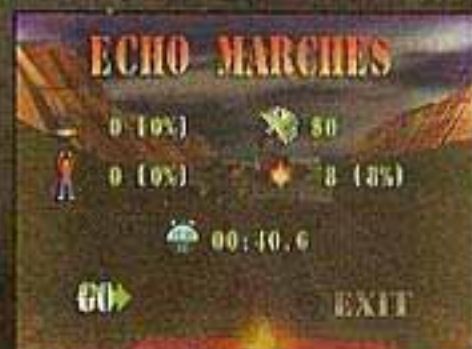 ECHO MARCHES
0 [0%] 80
0 [0%] 8 (8%)
00:40.6
GO EXIT